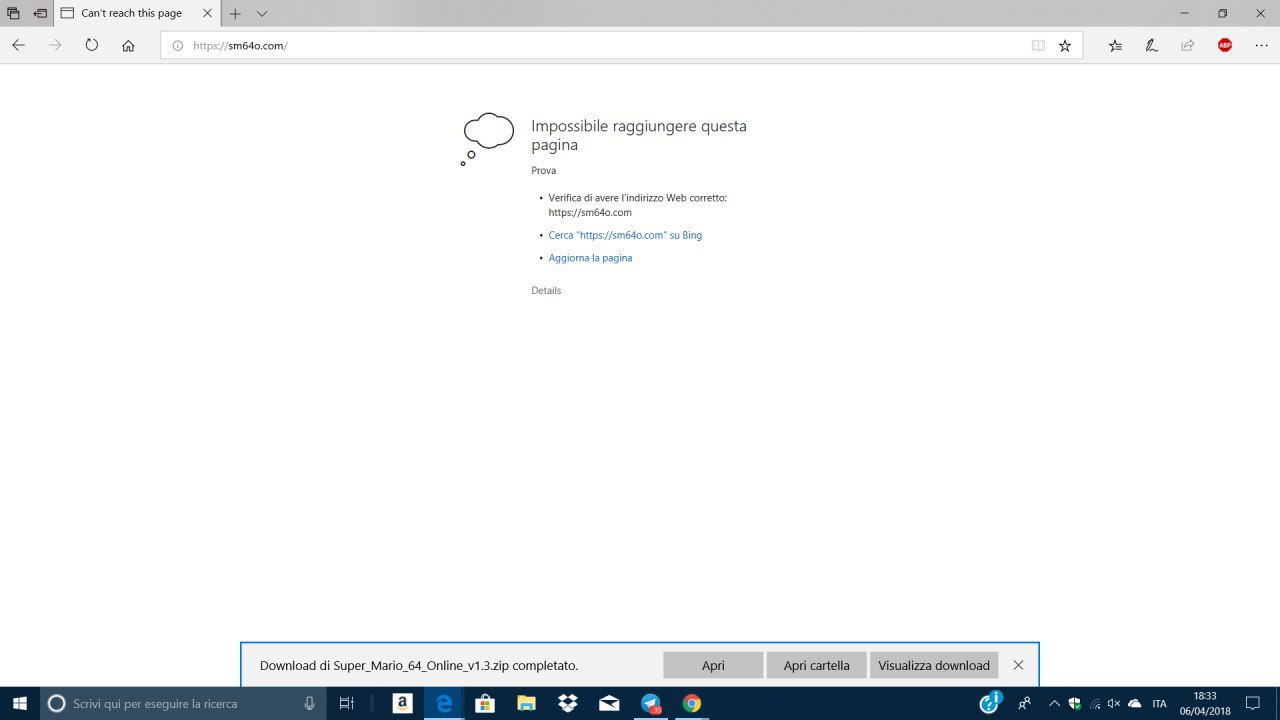 Can't reach this page
https://sm64o.com/
ABP
Impossibile raggiungere questa
pagina
Prova
• Verifica di avere l'indirizzo Web corretto:
https://sm64o.com
• Cerca "https://sm64o.com" su Bing
• Aggiorna la pagina
Details
Download di Super_Mario_64_Online_v1.3.zip completato.
Apri
Apri cartella
Visualizza download
Scrivi qui per eseguire la ricerca
ITA
18:33
06/04/2018